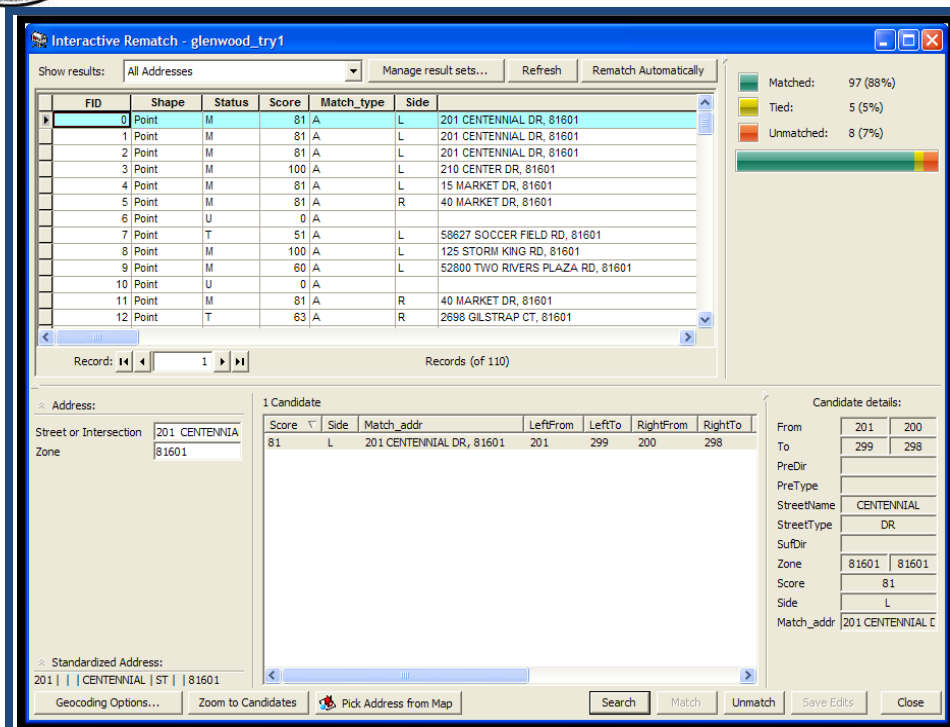 Interactive Rematch - glenwood_try1
Show results: All Addresses Manage result sets... Refresh Rematch Automatically
FID Shape Status Score Match_type Side
0 Point M 81 A L 201 CENTENNIAL DR, 81601
1 Point M 81 A L 201 CENTENNIAL DR, 81601
2 Point M 81 A L 201 CENTENNIAL DR, 81601
3 Point M 100 A L 210 CENTER DR, 81601
4 Point M 81 A L 15 MARKET DR, 81601
5 Point M 81 A R 40 MARKET DR, 81601
6 Point U 0 A
7 Point T 51 A L 58627 SOCCER FIELD RD, 81601
8 Point M 100 A L 125 STORM KING RD, 81601
9 Point M 60 A L 52800 TWO RIVERS PLAZA RD, 81601
10 Point U 0 A
11 Point M 81 A R 40 MARKET DR, 81601
12 Point T 63 A R 2698 GILSTRAP CT, 81601
Record: 1 Records (of 110)
Matched: 97 (88%)
Tied: 5 (5%)
Unmatched: 8 (7%)
Address:
Street or Intersection 201 CENTENNIA
Zone 81601
Standardized Address:
201 | | | CENTENNIAL | ST | | 81601
1 Candidate
Score Side Match_addr LeftFrom LeftTo RightFrom RightTo
81 L 201 CENTENNIAL DR, 81601 201 299 200 298
Candidate details:
From 201 200
To 299 298
PreDir
PreType
StreetName CENTENNIAL
StreetType DR
SufDir
Zone 81601 81601
Score 81
Side L
Match_addr 201 CENTENNIAL D
Geocoding Options... Zoom to Candidates Pick Address from Map Search Match Unmatch Save Edits Close